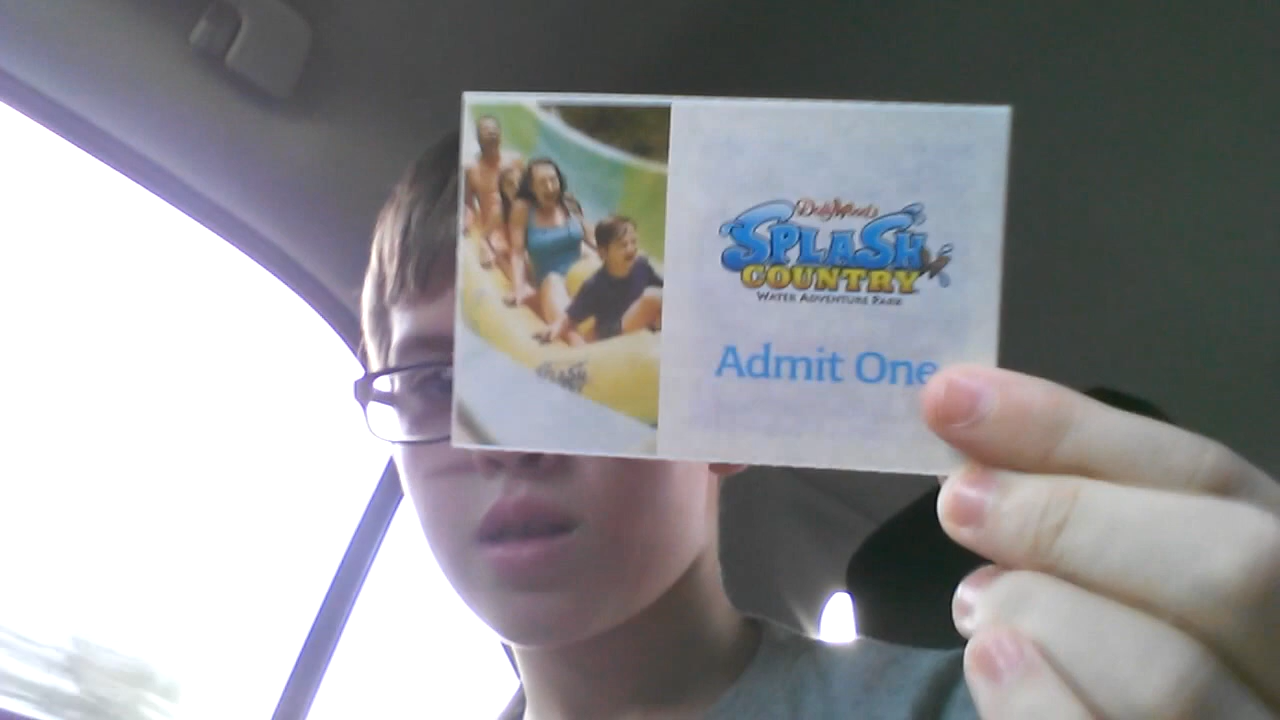 DollyWood's
SPLASH
COUNTRY
WATER ADVENTURE PARK
Admit One